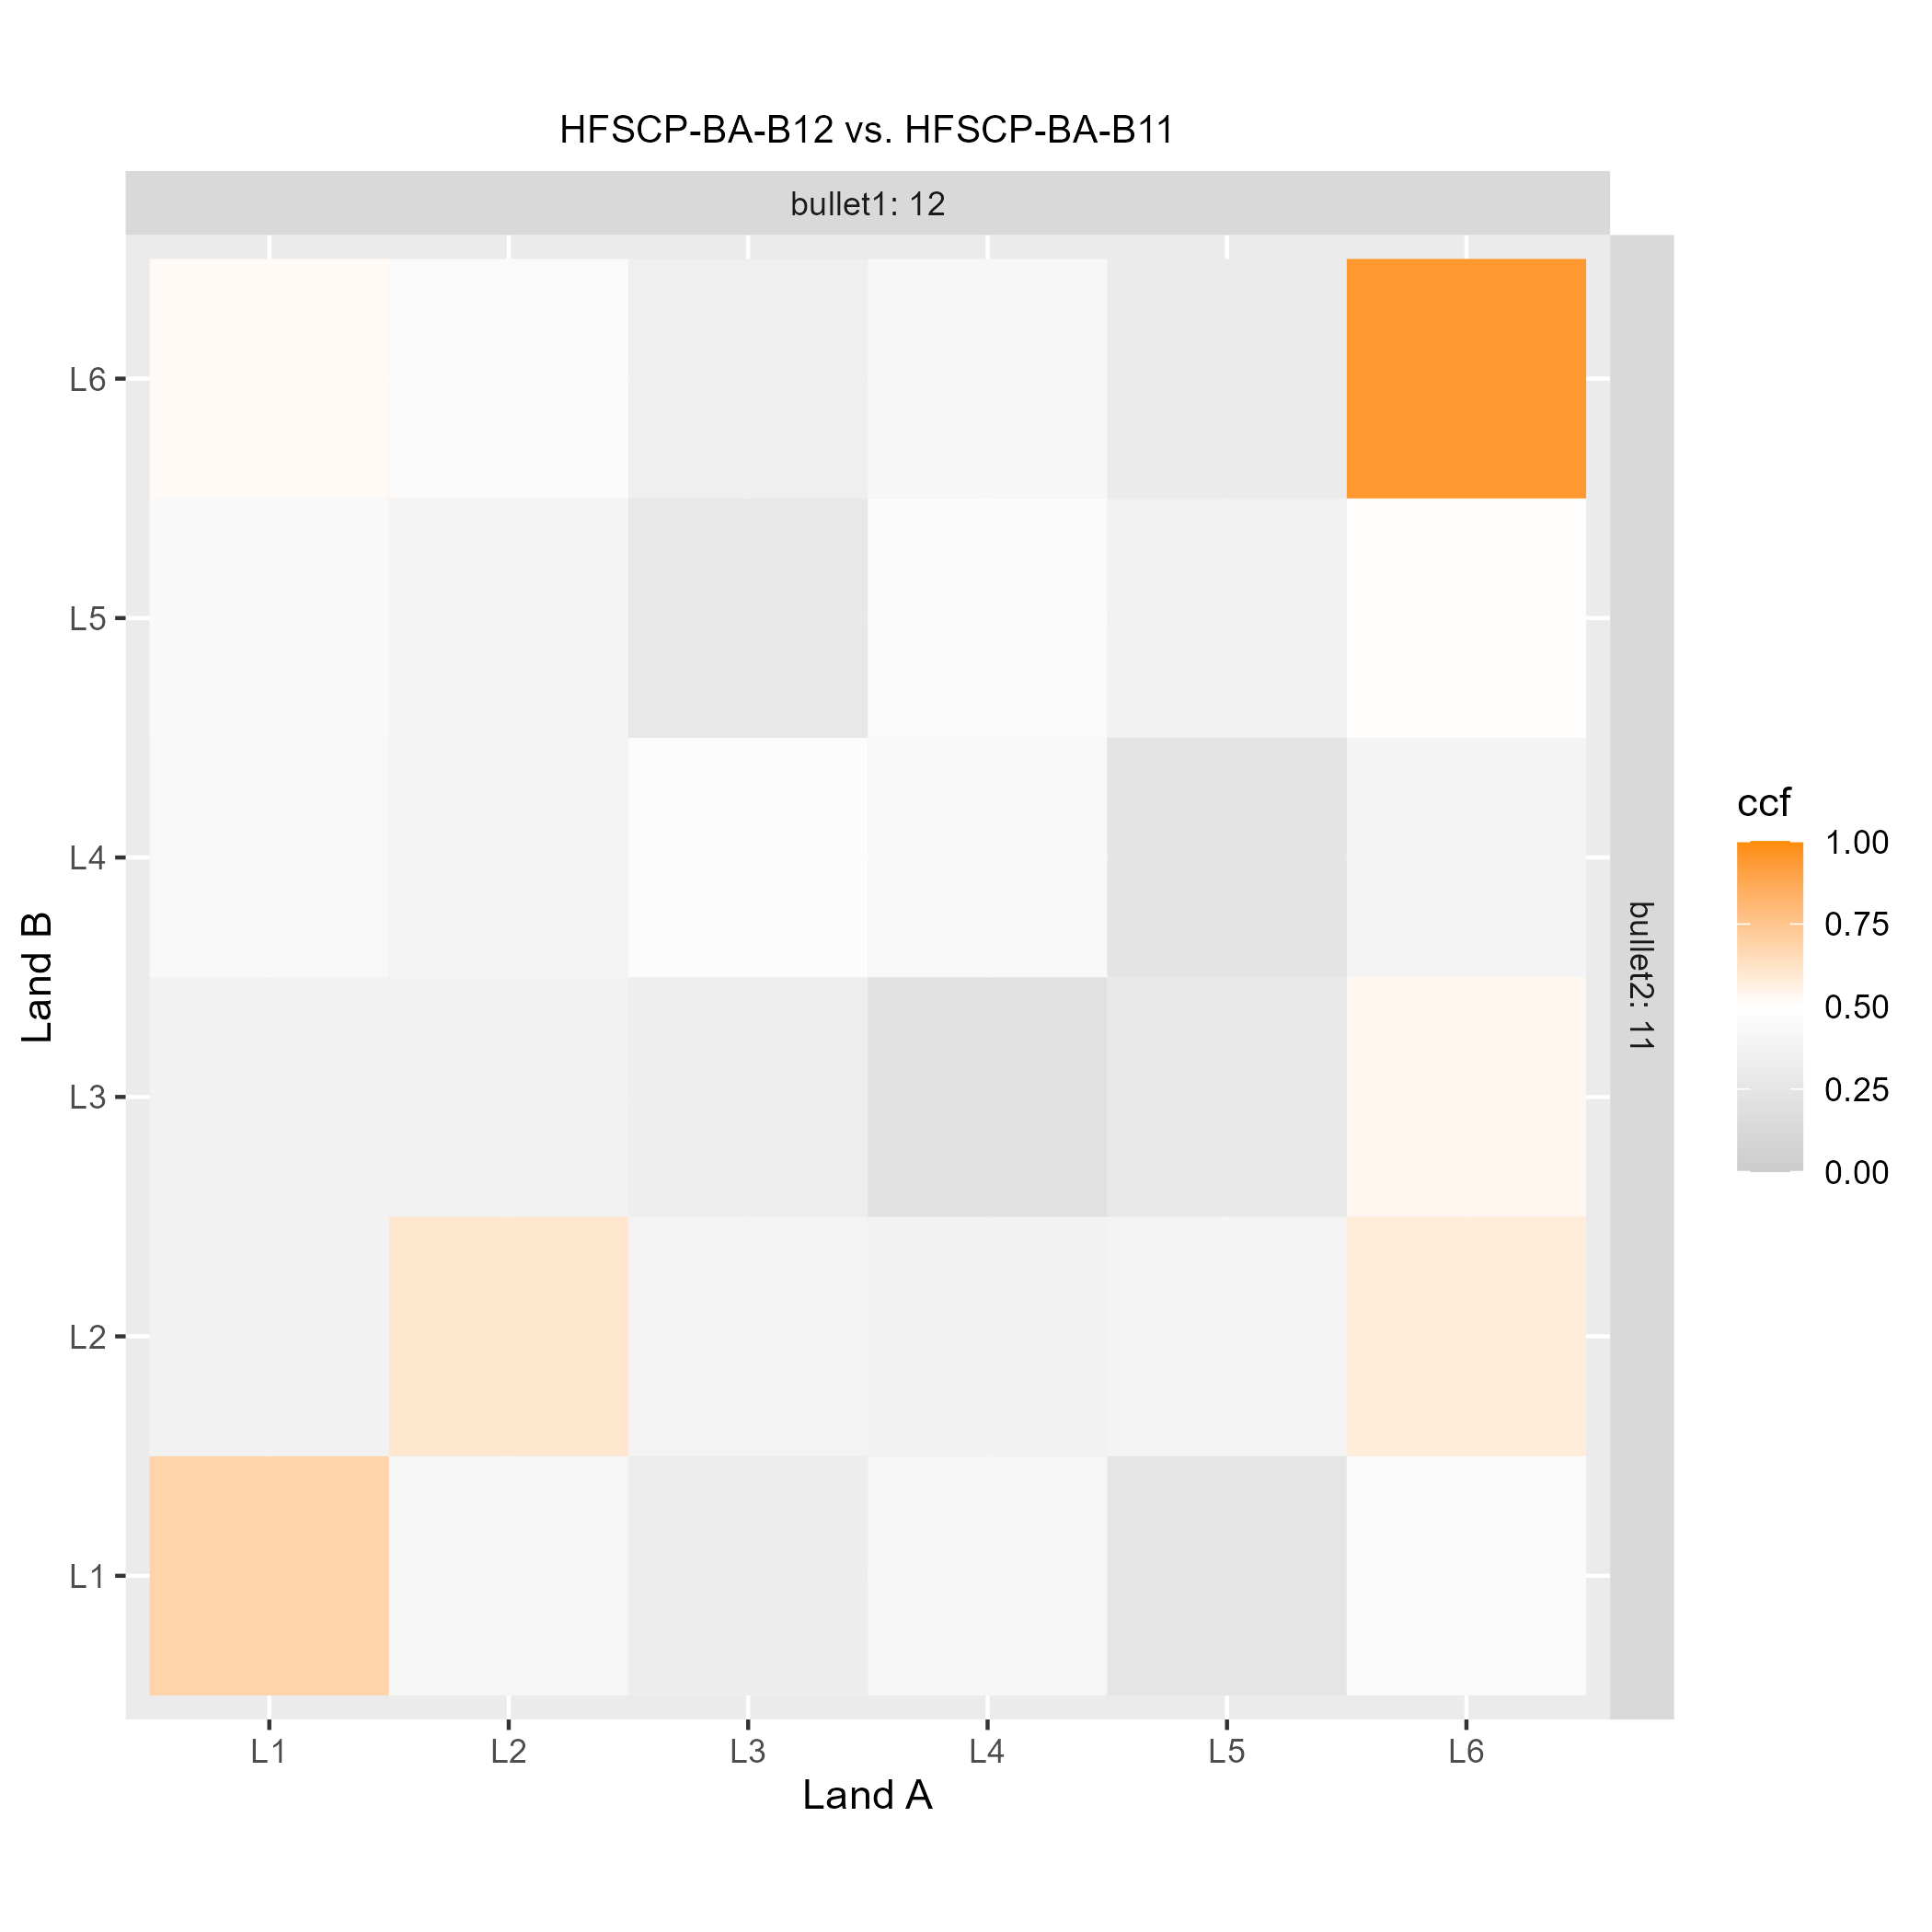 HFSCP-BA-B12 vs. HFSCP-BA-B11
bullet1: 12
L6
L5
L4
L3
L2
L1
Land B
bullet2: 11
L1
L2
L3
L4
L5
L6
Land A
ccf
1.00
0.75
0.50
0.25
0.00